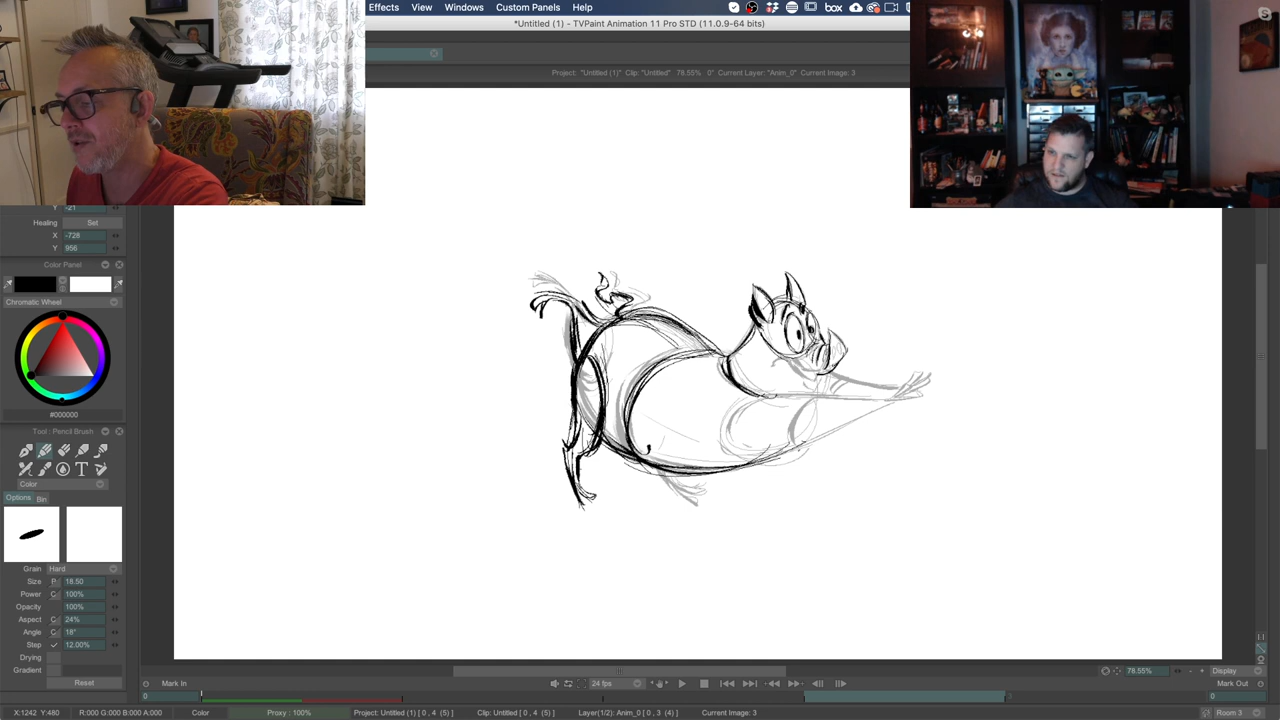 Effects View Windows Custom Panels Help box
*Untitled (1) - TVPaint Animation 11 Pro STD (11.0.9-64 bits)
Project: "Untitled (1)" Clip: "Untitled" 78.55% 0° Current Layer: "Anim_0" Current Image: 3
Y -21
Healing Set
X -728
Y 956
Color Panel
Chromatic Wheel
#000000
Tool : Pencil Brush
T
Color
Options Bin
Grain Hard
Size P 18.50
Power C 100%
Opacity 100%
Aspect C 24%
Angle C 18°
Step 12.00%
Drying
Gradient
Reset
78.55% Display
Mark In 24 fps Mark Out
0 0
X:1242 Y:480 R:000 G:000 B:000 A:000 Color Proxy : 100% Project: Untitled (1) [ 0 , 4 (5) ] Clip: Untitled [ 0 , 4 (5) ] Layer(1/2): Anim_0 [ 0 , 3 (4) ] Current Image: 3 Room 3